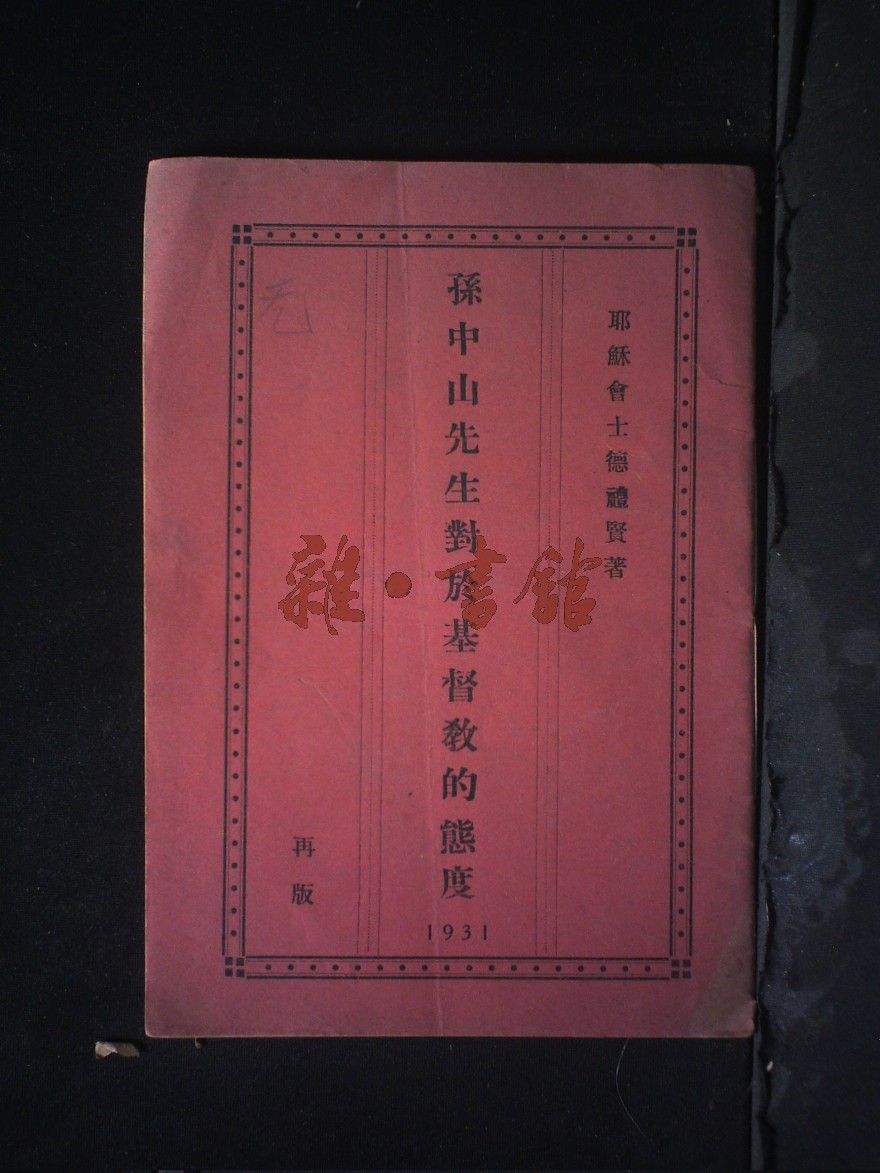 耶穌會士德禮賢著
孫中山先生對於基督教的態度
1931
再版
雜·書館